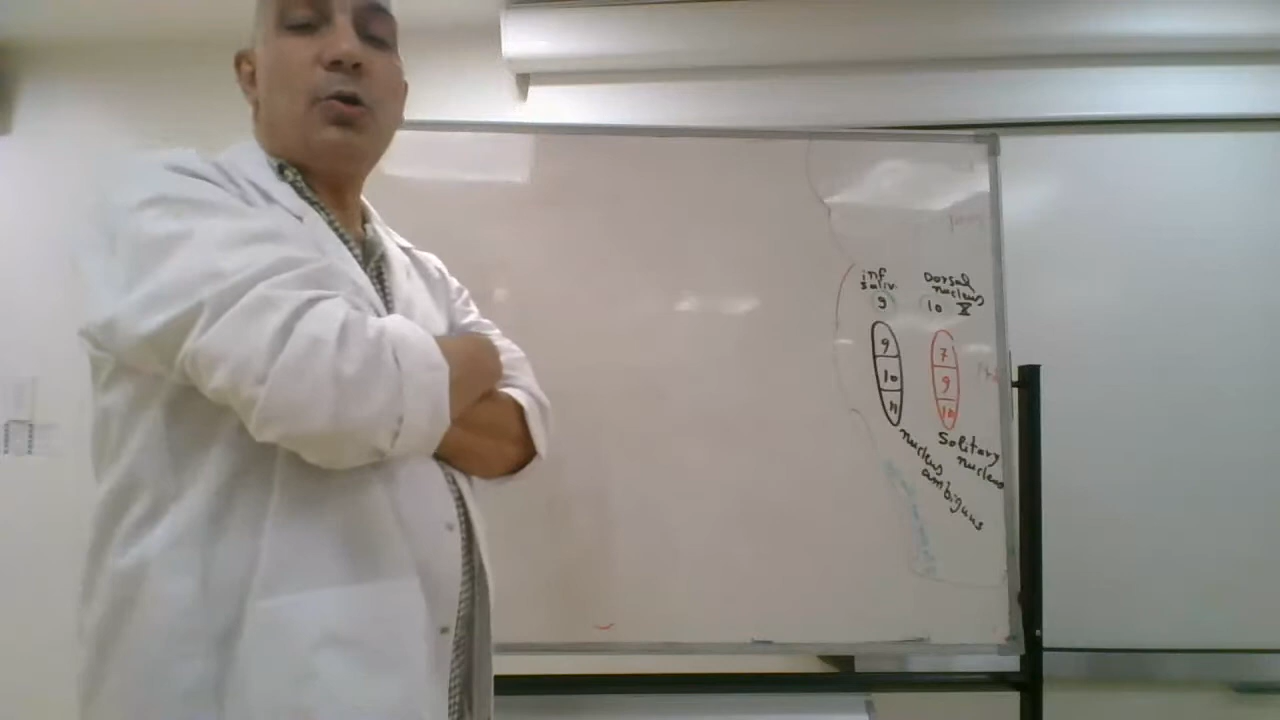 inf
saliv.
9
Dorsal
nucleus
10 X
9
10
11
7
9
10
nucleus
ambiguus
Solitary
nucleus